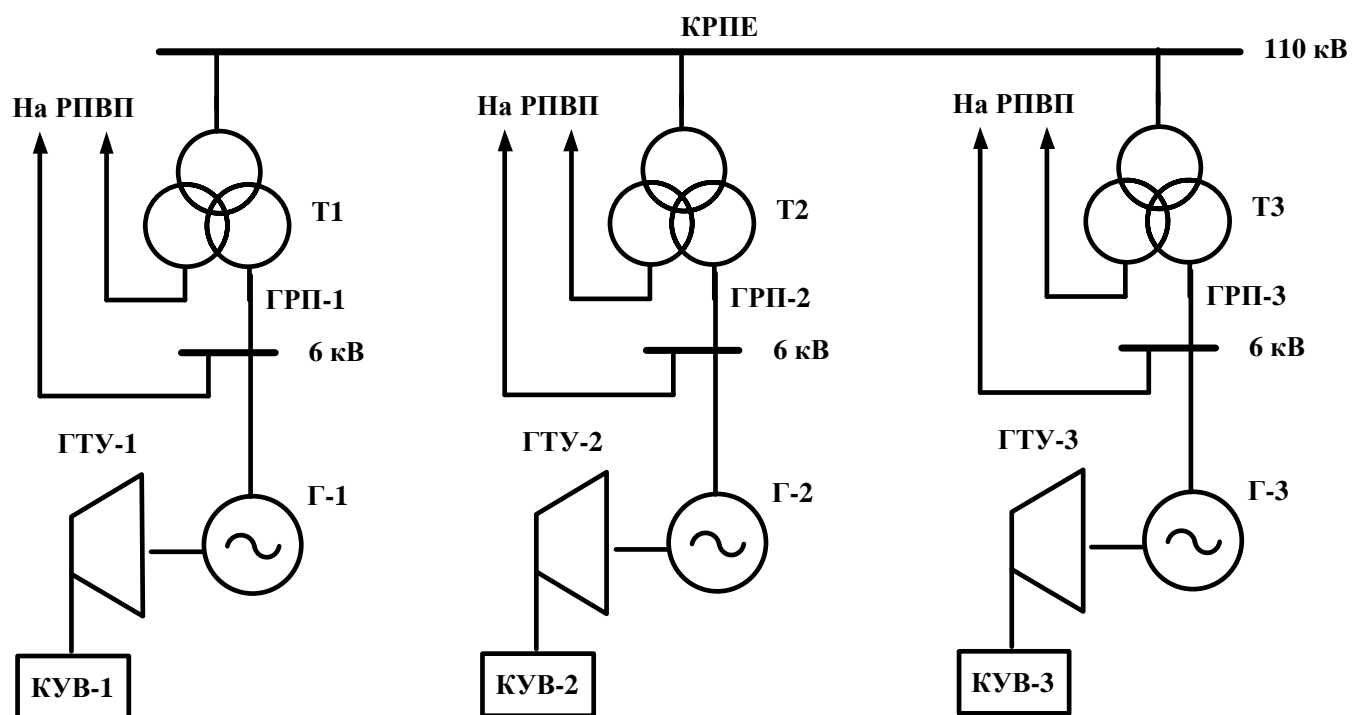 КРПЕ
110 кВ
На РПВП
На РПВП
На РПВП
Т1
Т2
Т3
ГРП-1
ГРП-2
ГРП-3
6 кВ
6 кВ
6 кВ
ГТУ-1
ГТУ-2
ГТУ-3
Г-1
Г-2
Г-3
КУВ-1
КУВ-2
КУВ-3